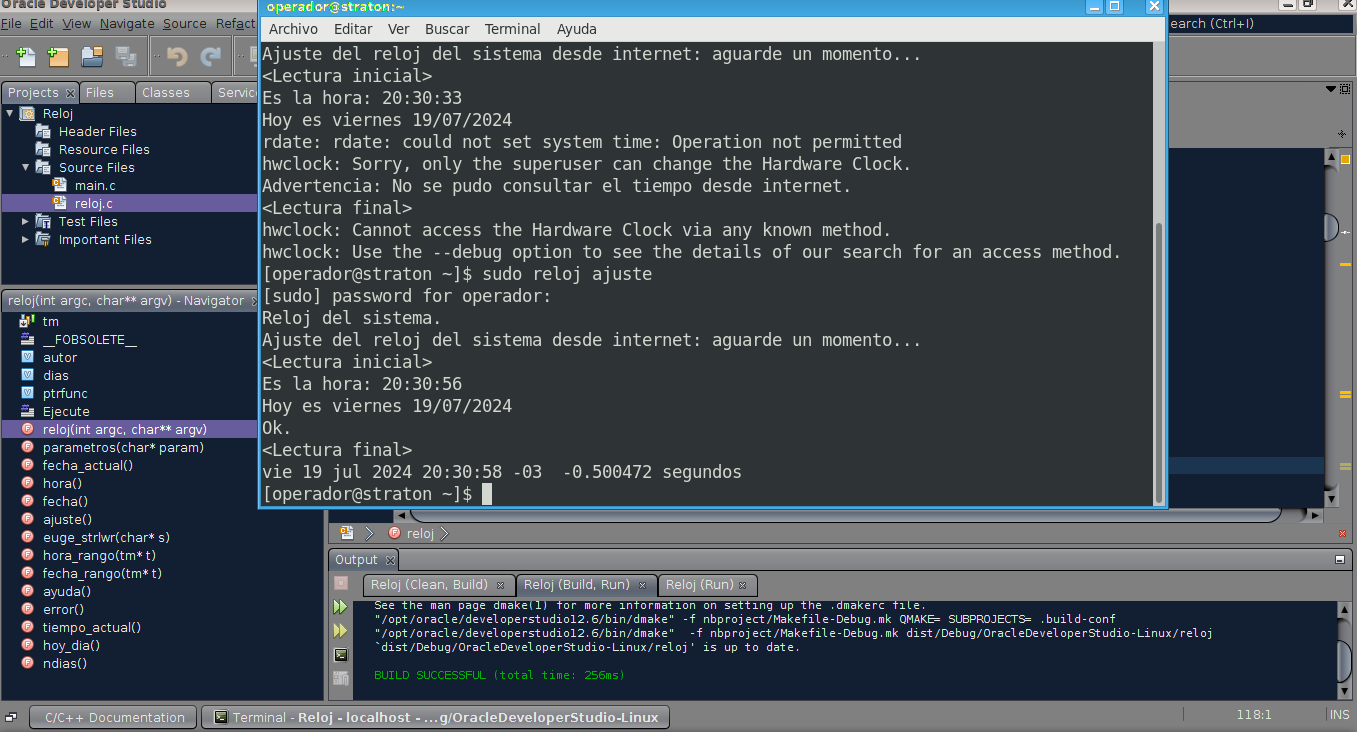 Oracle Developer Studio
File Edit View Navigate Source Refact
earch (Ctrl+I)
operador@straton:~
Archivo Editar Ver Buscar Terminal Ayuda
Ajuste del reloj del sistema desde internet: aguarde un momento...
<Lectura inicial>
Es la hora: 20:30:33
Hoy es viernes 19/07/2024
rdate: rdate: could not set system time: Operation not permitted
hwclock: Sorry, only the superuser can change the Hardware Clock.
Advertencia: No se pudo consultar el tiempo desde internet.
<Lectura final>
hwclock: Cannot access the Hardware Clock via any known method.
hwclock: Use the --debug option to see the details of our search for an access method.
[operador@straton ~]$ sudo reloj ajuste
[sudo] password for operador:
Reloj del sistema.
Ajuste del reloj del sistema desde internet: aguarde un momento...
<Lectura inicial>
Es la hora: 20:30:56
Hoy es viernes 19/07/2024
Ok.
<Lectura final>
vie 19 jul 2024 20:30:58 -03  -0.500472 segundos
[operador@straton ~]$
Projects Files Classes Servic
Reloj
Header Files
Resource Files
Source Files
main.c
reloj.c
Test Files
Important Files
reloj(int argc, char** argv) - Navigator
tm
__FOBSOLETE__
autor
dias
ptrfunc
Ejecute
reloj(int argc, char** argv)
parametros(char* param)
fecha_actual()
hora()
fecha()
ajuste()
euge_strlwr(char* s)
hora_rango(tm* t)
fecha_rango(tm* t)
ayuda()
error()
tiempo_actual()
hoy_dia()
ndias()
reloj
Output
Reloj (Clean, Build) Reloj (Build, Run) Reloj (Run)
See the man page dmake(1) for more information on setting up the .dmakerc file.
"/opt/oracle/developerstudio12.6/bin/dmake" -f nbproject/Makefile-Debug.mk QMAKE= SUBPROJECTS= .build-conf
"/opt/oracle/developerstudio12.6/bin/dmake"  -f nbproject/Makefile-Debug.mk dist/Debug/OracleDeveloperStudio-Linux/reloj
`dist/Debug/OracleDeveloperStudio-Linux/reloj' is up to date.
BUILD SUCCESSFUL (total time: 256ms)
C/C++ Documentation
Terminal - Reloj - localhost - ...g/OracleDeveloperStudio-Linux
118:1 INS